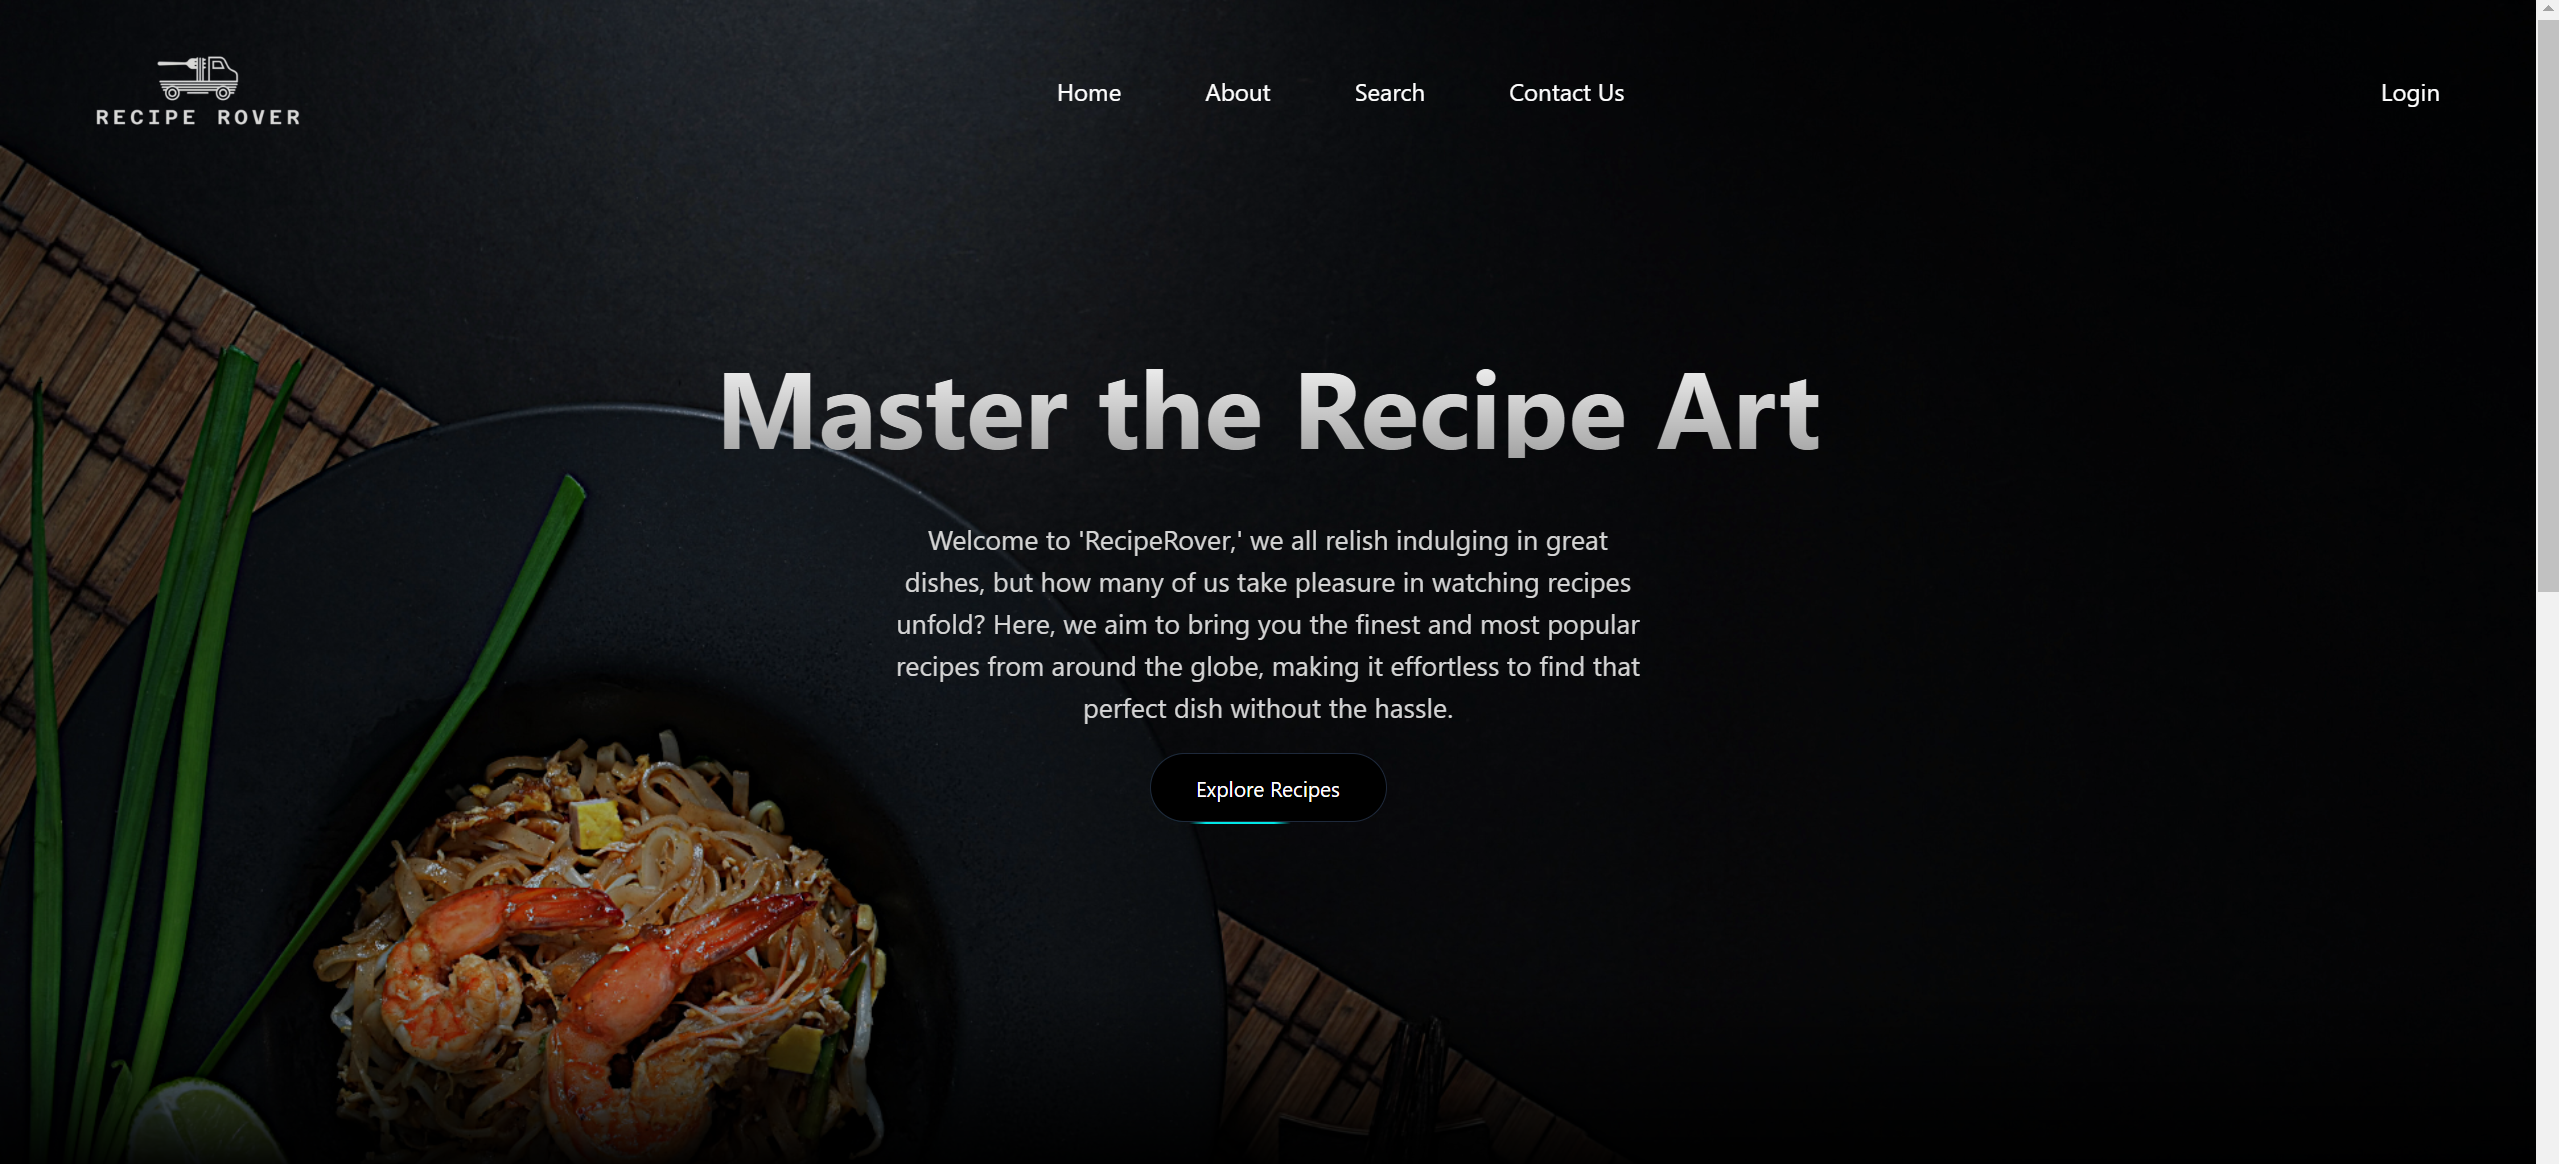 RECIPE ROVER
Home
About
Search
Contact Us
Login
Master the Recipe Art
Welcome to 'RecipeRover,' we all relish indulging in great
dishes, but how many of us take pleasure in watching recipes
unfold? Here, we aim to bring you the finest and most popular
recipes from around the globe, making it effortless to find that
perfect dish without the hassle.
Explore Recipes